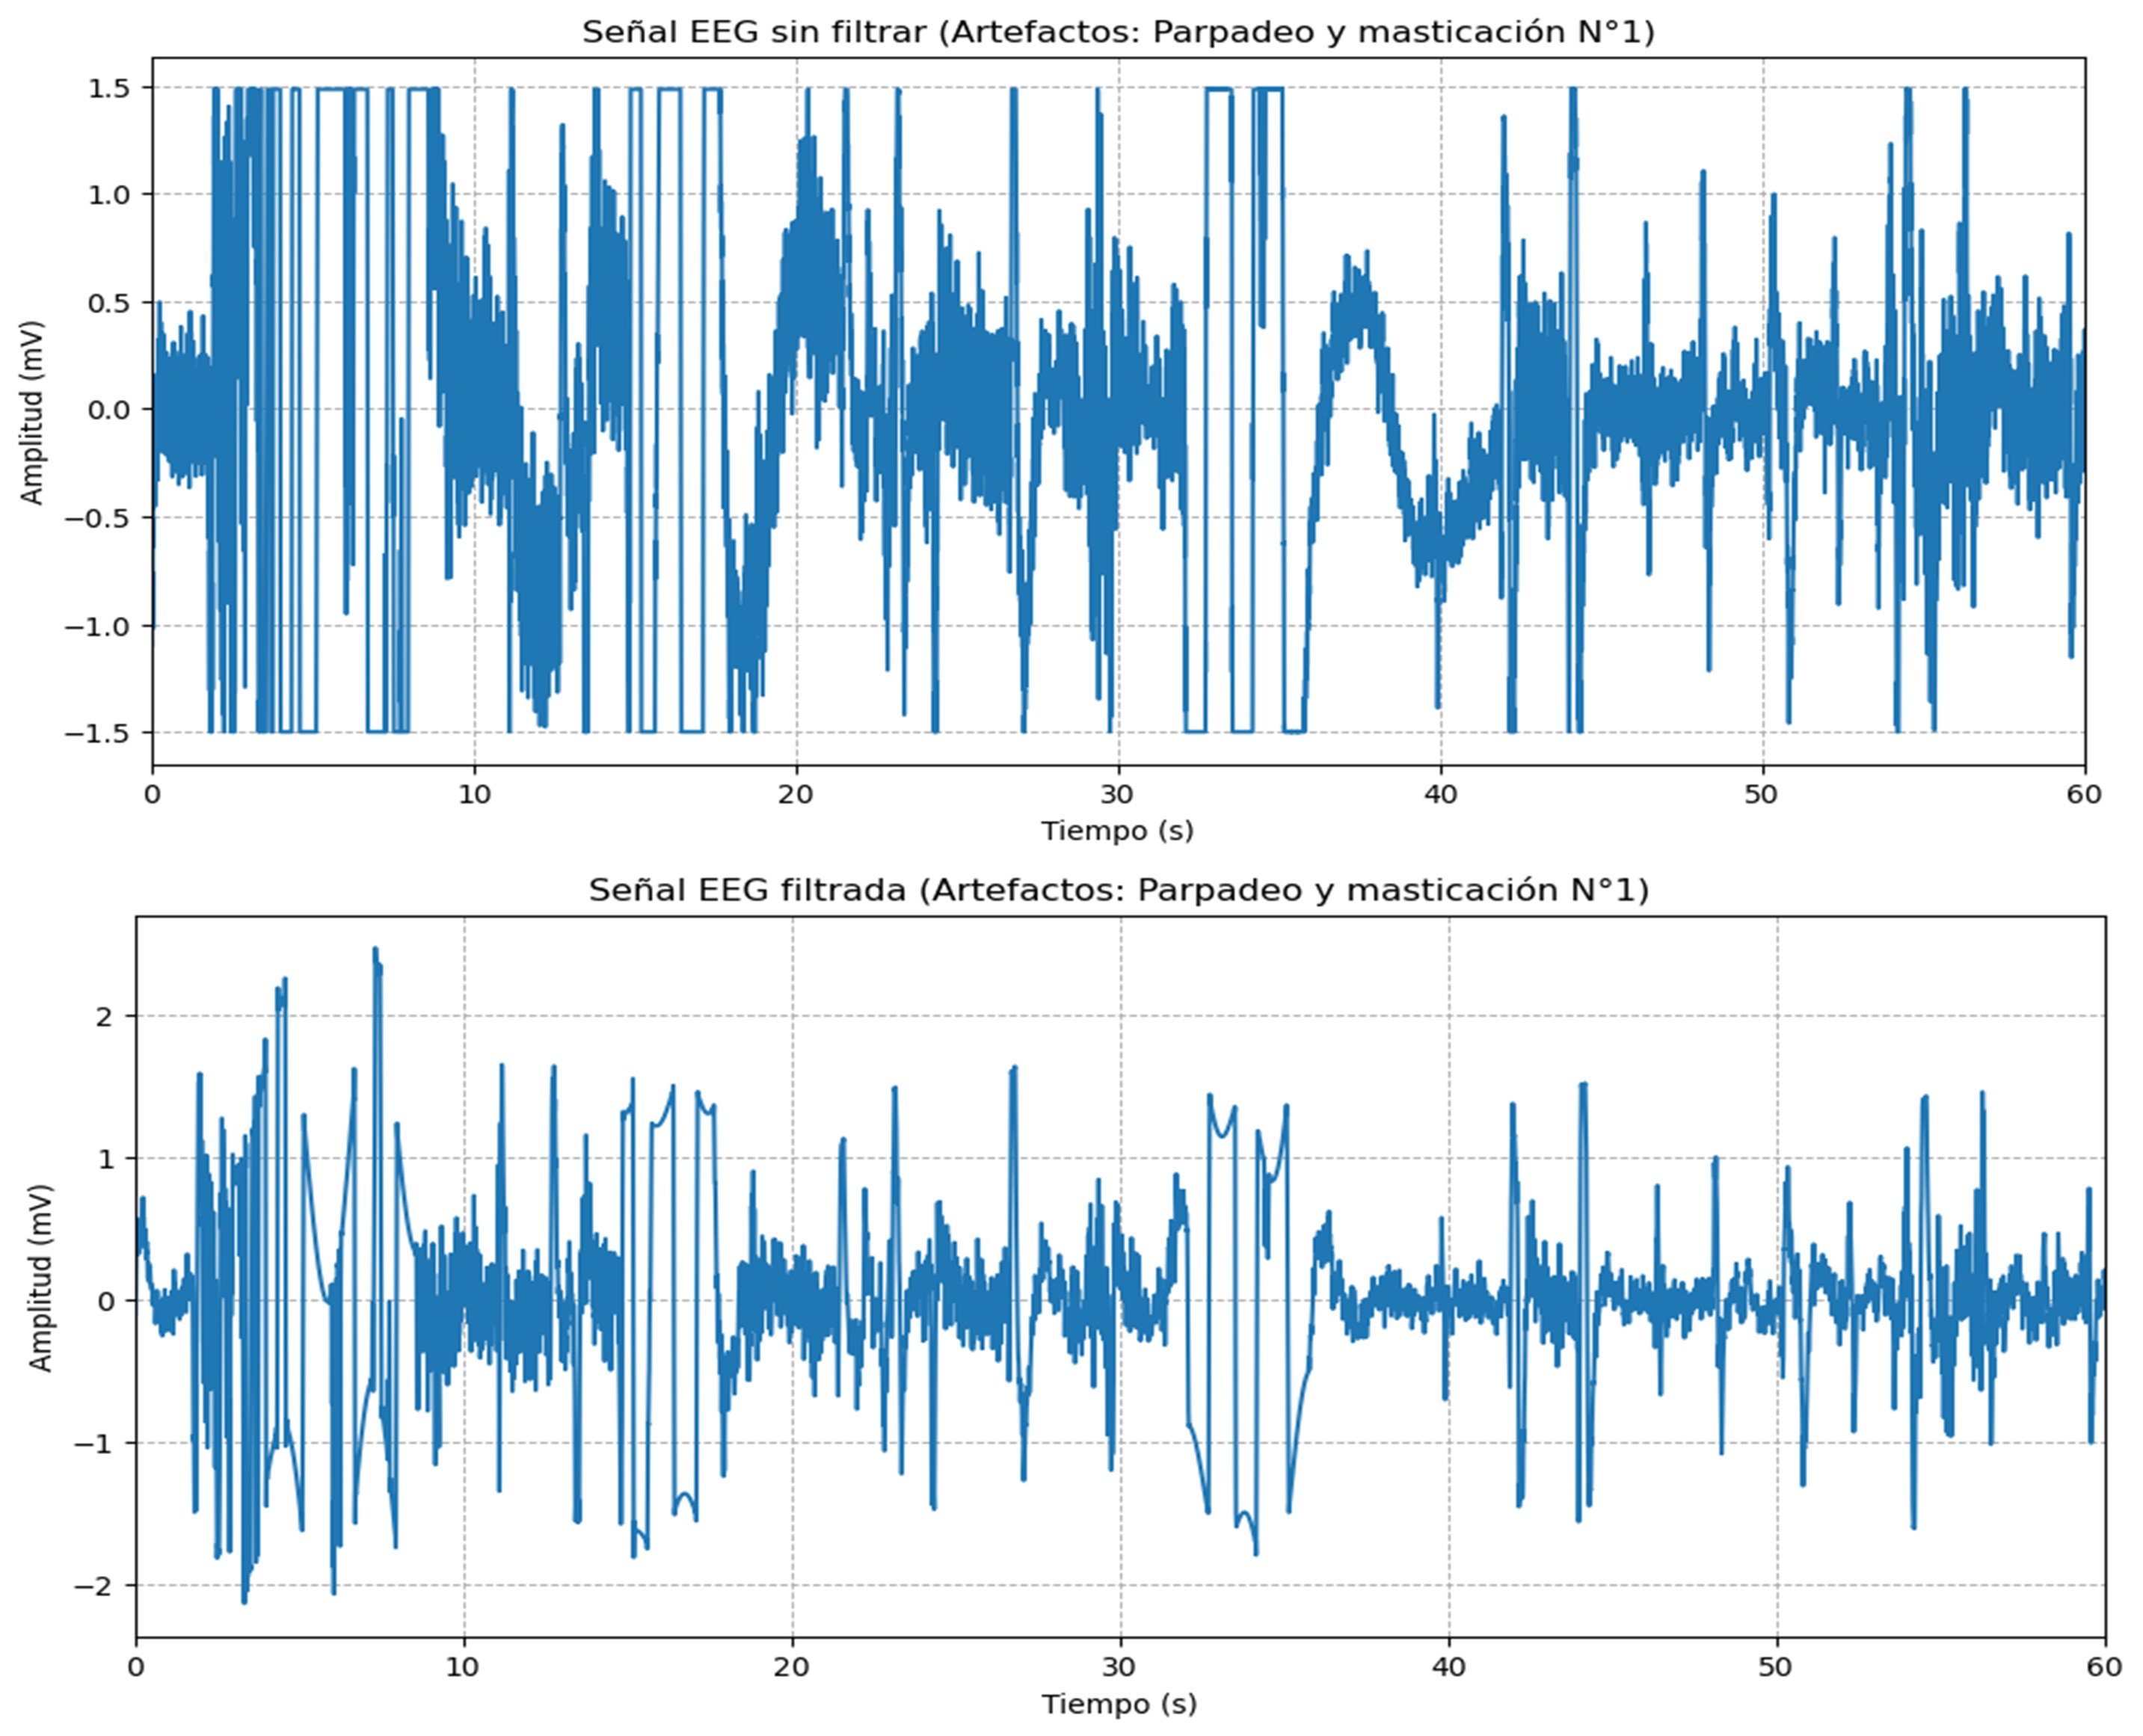 Señal EEG sin filtrar (Artefactos: Parpadeo y masticación N°1)
1.5
1.0
0.5
0.0
−0.5
−1.0
−1.5
Amplitud (mV)
0 10 20 30 40 50 60
Tiempo (s)
Señal EEG filtrada (Artefactos: Parpadeo y masticación N°1)
2
1
0
−1
−2
Amplitud (mV)
0 10 20 30 40 50 60
Tiempo (s)